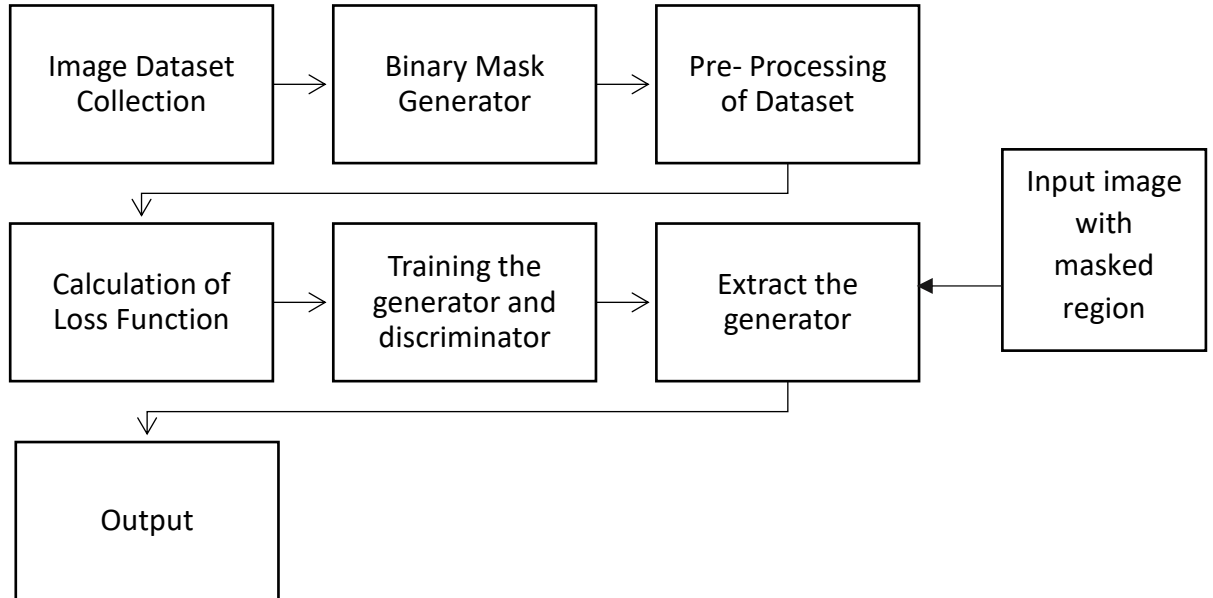 Image Dataset
Collection
Binary Mask
Generator
Pre- Processing
of Dataset
Input image
with
masked
region
Calculation of
Loss Function
Training the
generator and
discriminator
Extract the
generator
Output